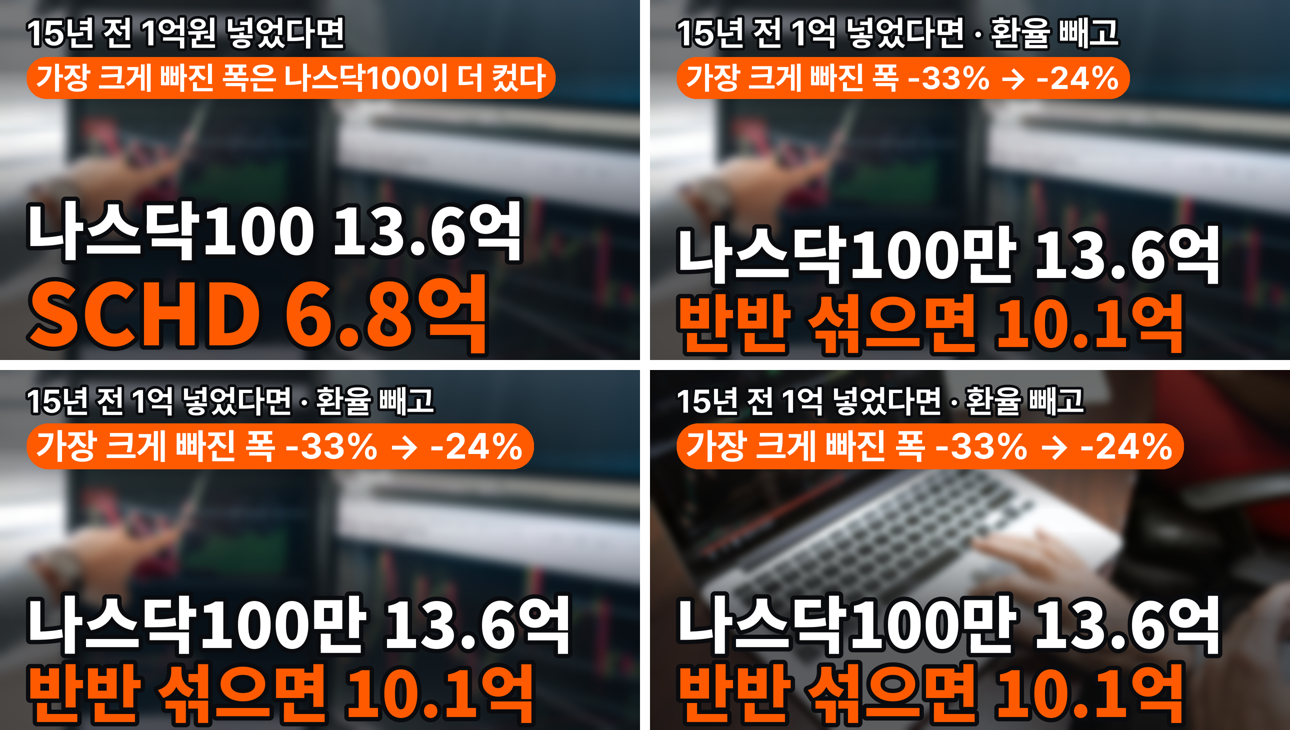 15년 전 1억원 넣었다면
가장 크게 빠진 폭은 나스닥100이 더 컸다
나스닥100 13.6억
SCHD 6.8억
15년 전 1억 넣었다면 · 환율 빼고
가장 크게 빠진 폭 -33% → -24%
나스닥100만 13.6억
반반 섞으면 10.1억
15년 전 1억 넣었다면 · 환율 빼고
가장 크게 빠진 폭 -33% → -24%
나스닥100만 13.6억
반반 섞으면 10.1억
15년 전 1억 넣었다면 · 환율 빼고
가장 크게 빠진 폭 -33% → -24%
나스닥100만 13.6억
반반 섞으면 10.1억